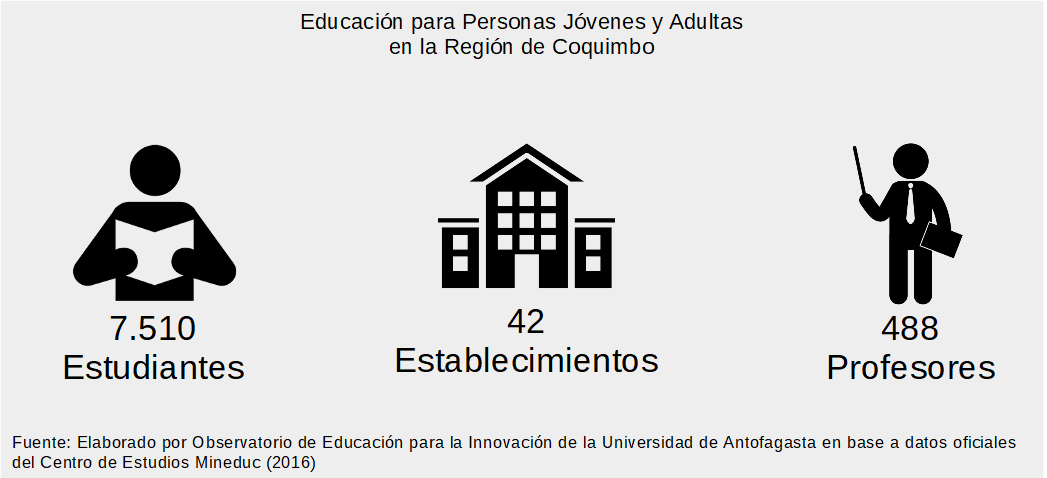 Educación para Personas Jóvenes y Adultas
en la Región de Coquimbo
7.510
Estudiantes
42
Establecimientos
488
Profesores
Fuente: Elaborado por Observatorio de Educación para la Innovación de la Universidad de Antofagasta en base a datos oficiales
del Centro de Estudios Mineduc (2016)